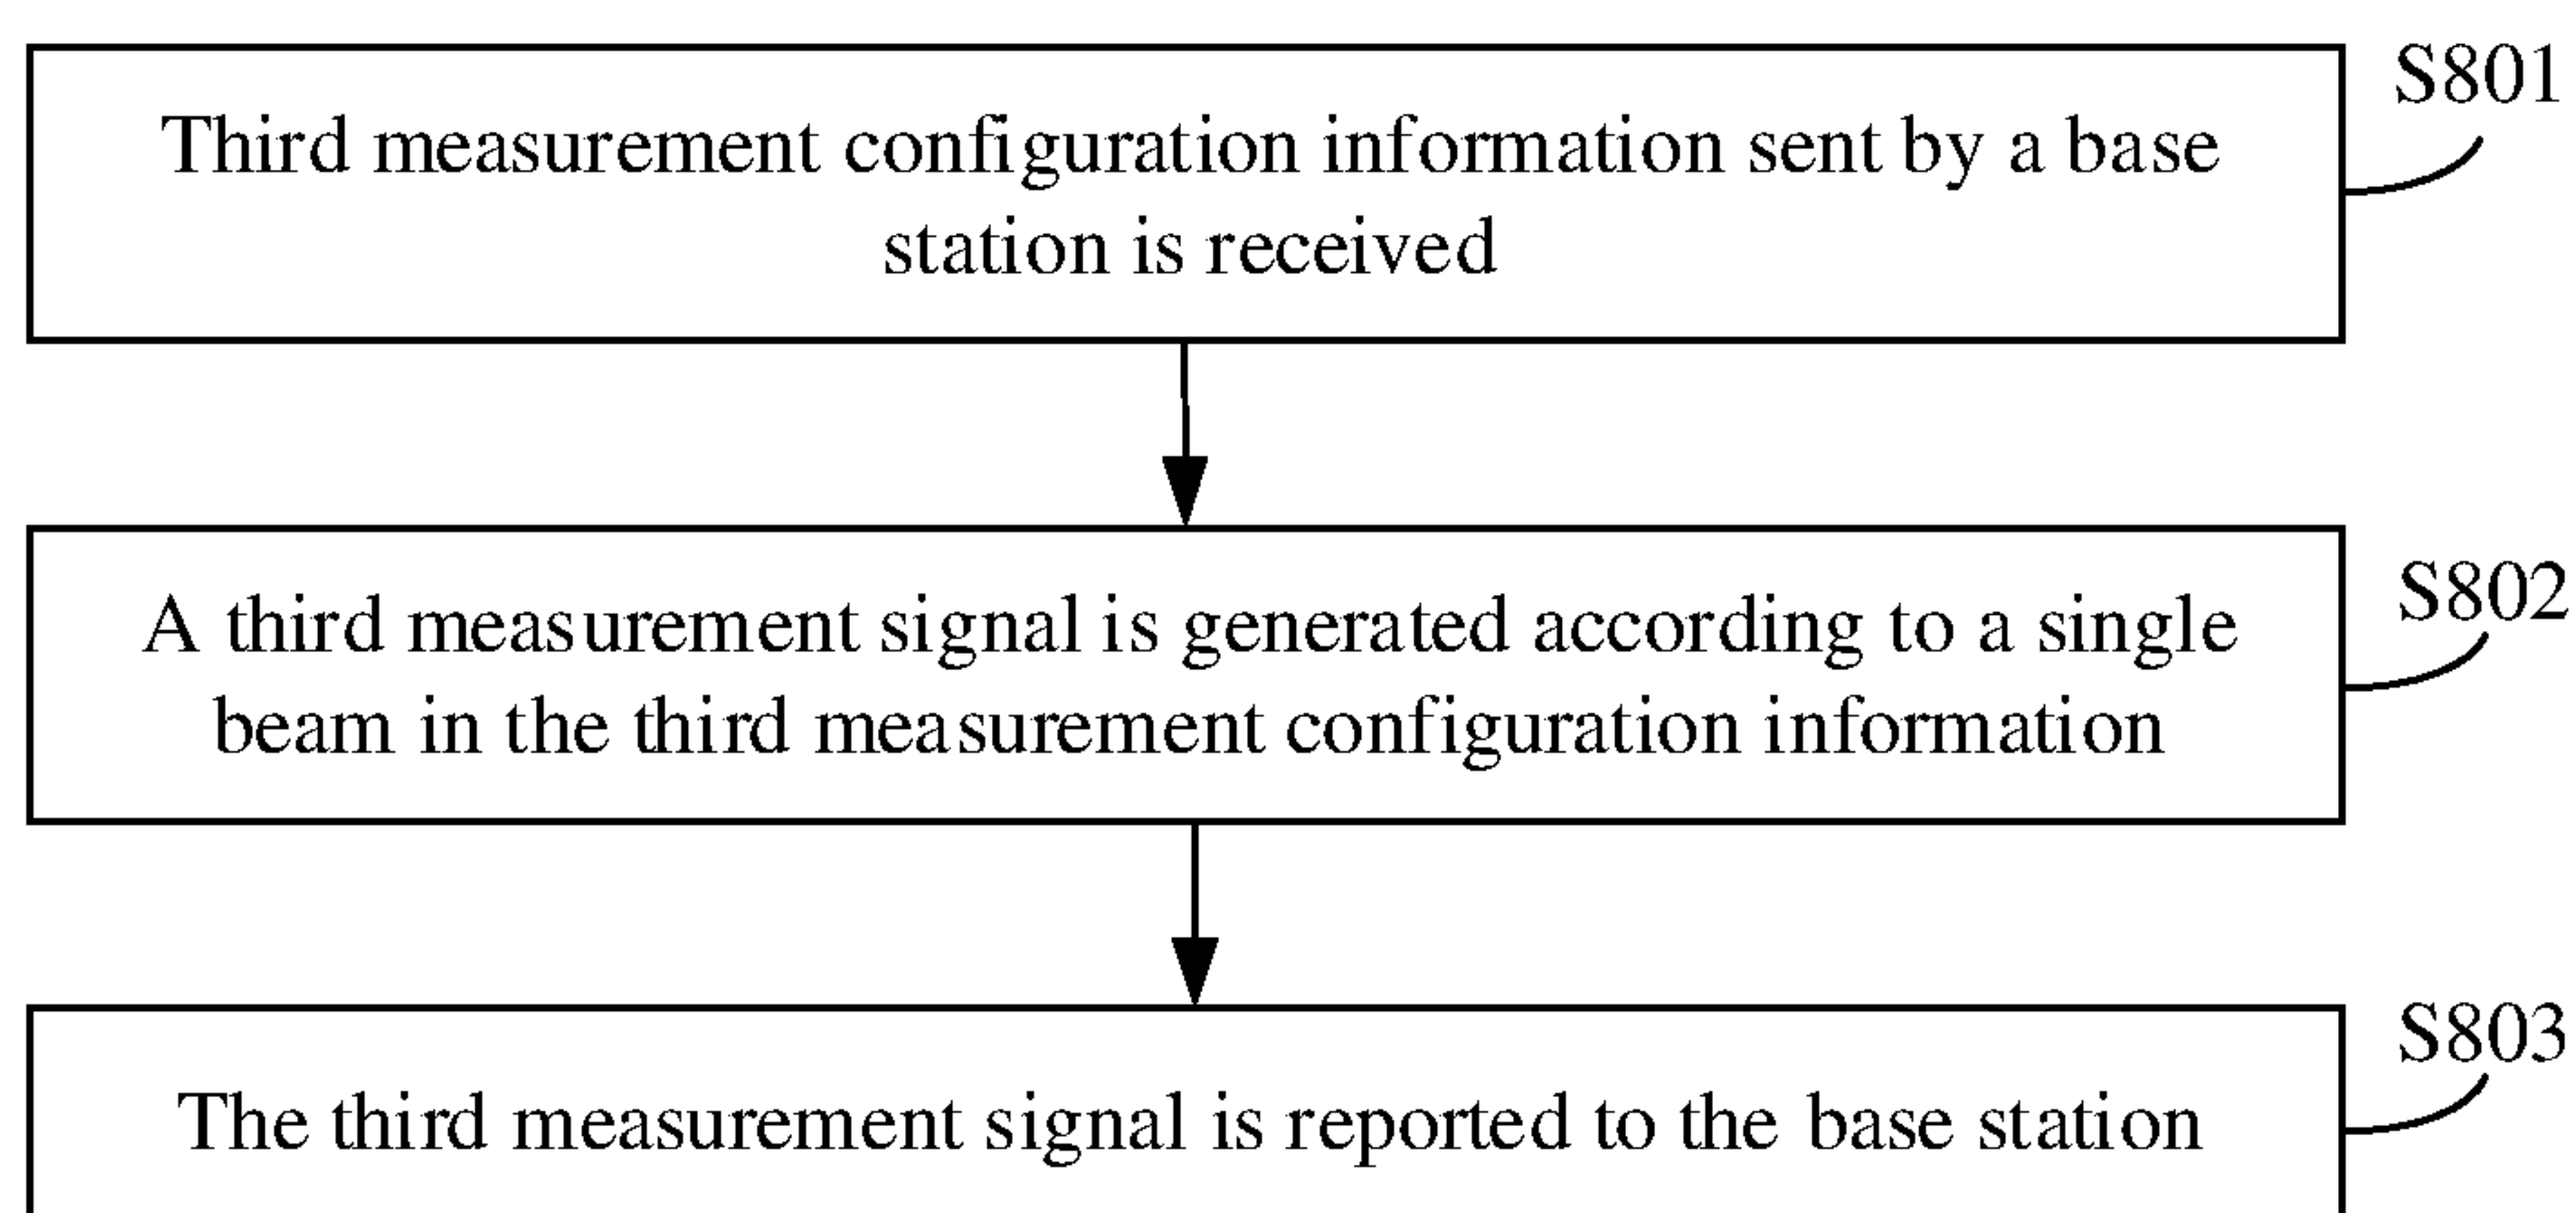 S801
Third measurement configuration information sent by a base
station is received
S802
A third measurement signal is generated according to a single
beam in the third measurement configuration information
S803
The third measurement signal is reported to the base station